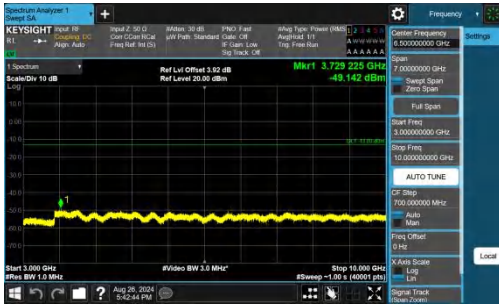 Spectrum Analyzer 1
Swept SA
Frequency
KEYSIGHT
Input: RF
Coupling: DC
Align: Auto
Input Z: 50 Ω
Corr CCorr RCal
Freq Ref: Int (S)
#Atten: 30 dB
µW Path: Standard
PNO: Fast
Gate: Off
IF Gain: Low
Sig Track: Off
#Avg Type: Power (RMS)
Avg|Hold: 1/1
Trig: Free Run
1 2 3 4 5 6
A A A A A A
1 Spectrum
Scale/Div 10 dB
Log
Ref Lvl Offset 3.92 dB
Ref Level 20.00 dBm
Mkr1 3.729 225 GHz
-49.142 dBm
10.0
0.00
-10.0
-20.0
-30.0
-40.0
-50.0
-60.0
-70.0
1
Start 3.000 GHz
#Res BW 1.0 MHz
#Video BW 3.0 MHz*
Stop 10.000 GHz
#Sweep ~1.00 s (40001 pts)
Aug 26, 2024
5:42:44 PM
?
Center Frequency
6.500000000 GHz
Settings
Span
7.00000000 GHz
Swept Span
Zero Span
Full Span
Start Freq
3.000000000 GHz
Stop Freq
10.000000000 GHz
AUTO TUNE
CF Step
700.000000 MHz
Auto
Man
Freq Offset
0 Hz
X Axis Scale
Log
Lin
Signal Track
(Span Zoom)
Local